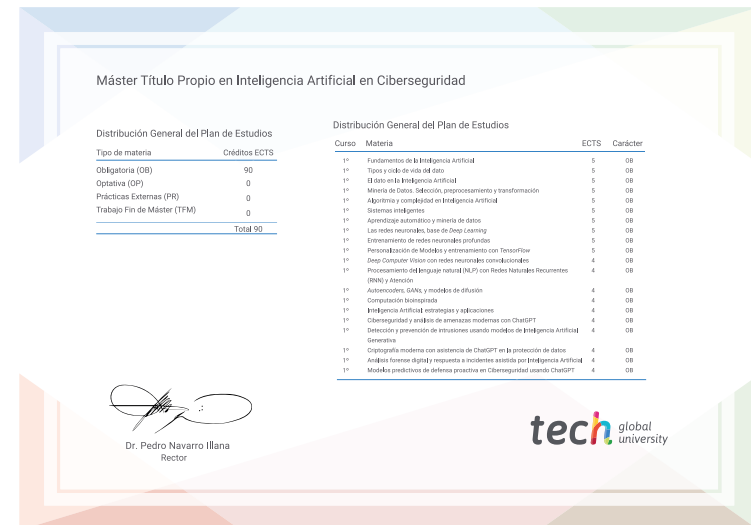 Máster Título Propio en Inteligencia Artificial en Ciberseguridad
Distribución General del Plan de Estudios
Tipo de materia Créditos ECTS
Obligatoria (OB) 90
Optativa (OP) 0
Prácticas Externas (PR) 0
Trabajo Fin de Máster (TFM) 0
Total 90
Distribución General del Plan de Estudios
Curso Materia ECTS Carácter
1º Fundamentos de la Inteligencia Artificial 5 OB
1º Tipos y ciclo de vida del dato 5 OB
1º El dato en la Inteligencia Artificial 5 OB
1º Minería de Datos. Selección, preprocesamiento y transformación 5 OB
1º Algoritmia y complejidad en Inteligencia Artificial 5 OB
1º Sistemas inteligentes 5 OB
1º Aprendizaje automático y minería de datos 5 OB
1º Las redes neuronales, base de Deep Learning 5 OB
1º Entrenamiento de redes neuronales profundas 5 OB
1º Personalización de Modelos y entrenamiento con TensorFlow 5 OB
1º Deep Computer Vision con redes neuronales convolucionales 4 OB
1º Procesamiento del lenguaje natural (NLP) con Redes Naturales Recurrentes 4 OB
(RNN) y Atención
1º Autoencoders, GANs, y modelos de difusión 4 OB
1º Computación bioinspirada 4 OB
1º Inteligencia Artificial: estrategias y aplicaciones 4 OB
1º Ciberseguridad y análisis de amenazas modernas con ChatGPT 4 OB
1º Detección y prevención de intrusiones usando modelos de Inteligencia Artificial 4 OB
Generativa
1º Criptografía moderna con asistencia de ChatGPT en la protección de datos 4 OB
1º Análisis forense digital y respuesta a incidentes asistida por Inteligencia Artificial 4 OB
1º Modelos predictivos de defensa proactiva en Ciberseguridad usando ChatGPT 4 OB
Dr. Pedro Navarro Illana
Rector
tech global
university